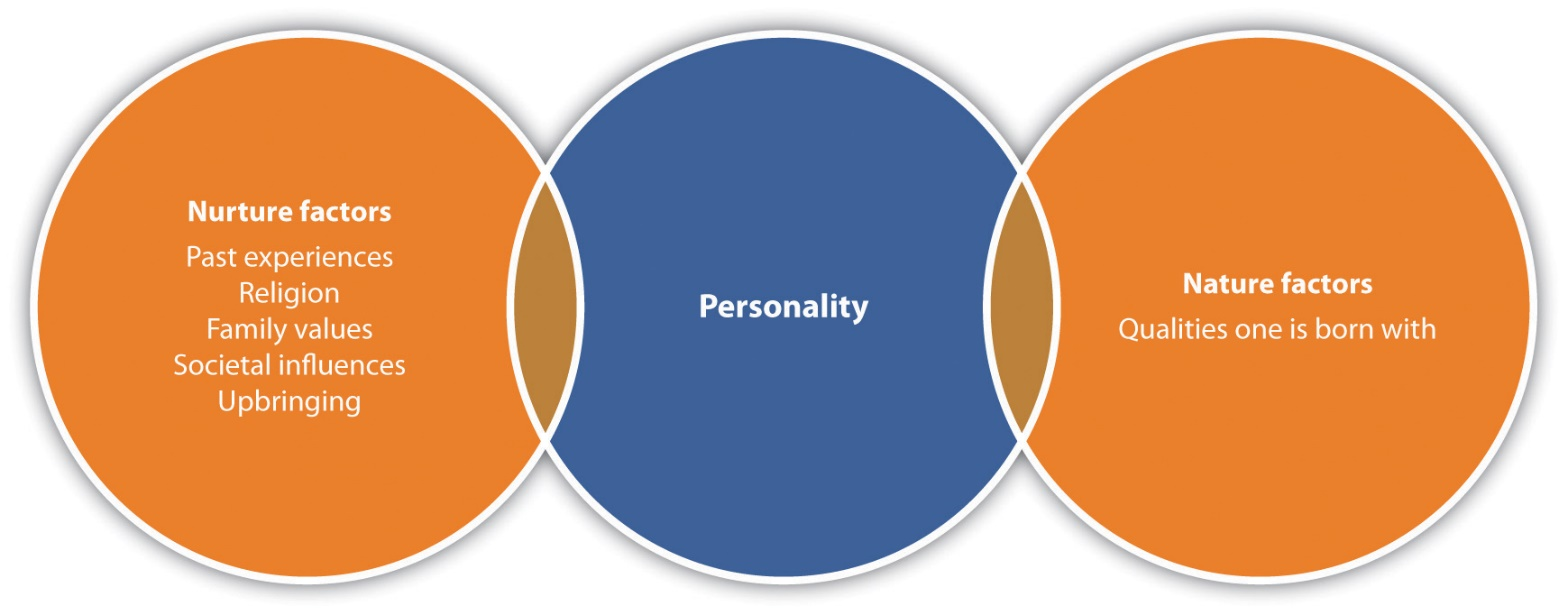 Nurture factors
Past experiences
Religion
Family values
Societal influences
Upbringing
Personality
Nature factors
Qualities one is born with